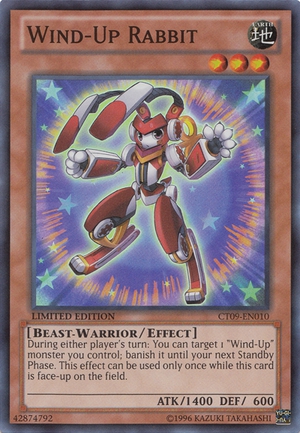 WIND-UP RABBIT
EARTH
地
LIMITED EDITION
CT09-EN010
[BEAST-WARRIOR/EFFECT]
During either player's turn: You can target 1 "Wind-Up"
monster you control; banish it until your next Standby
Phase. This effect can be used only once while this card
is face-up on the field.
ATK/1400 DEF/ 600
42874792
©1996 KAZUKI TAKAHASHI